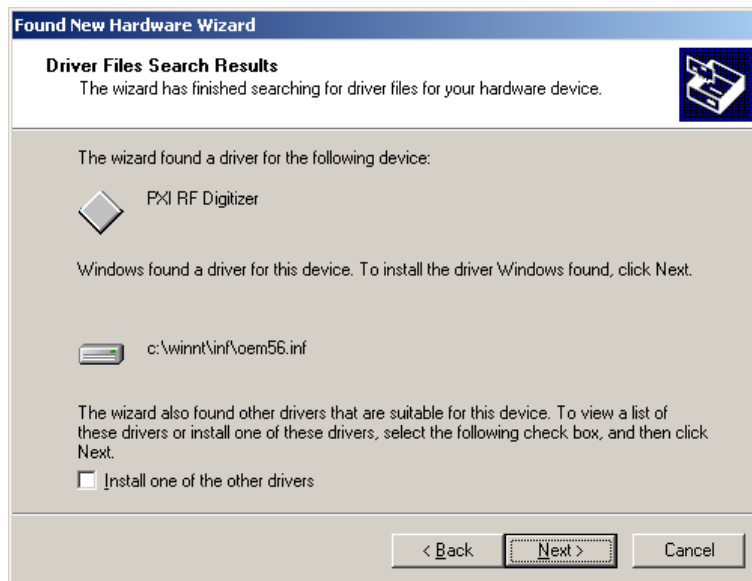 Found New Hardware Wizard
Driver Files Search Results
The wizard has finished searching for driver files for your hardware device.
The wizard found a driver for the following device:
PXI RF Digitizer
Windows found a driver for this device. To install the driver Windows found, click Next.
c:\winnt\inf\oem56.inf
The wizard also found other drivers that are suitable for this device. To view a list of
these drivers or install one of these drivers, select the following check box, and then click
Next.
Install one of the other drivers
< Back
Next >
Cancel